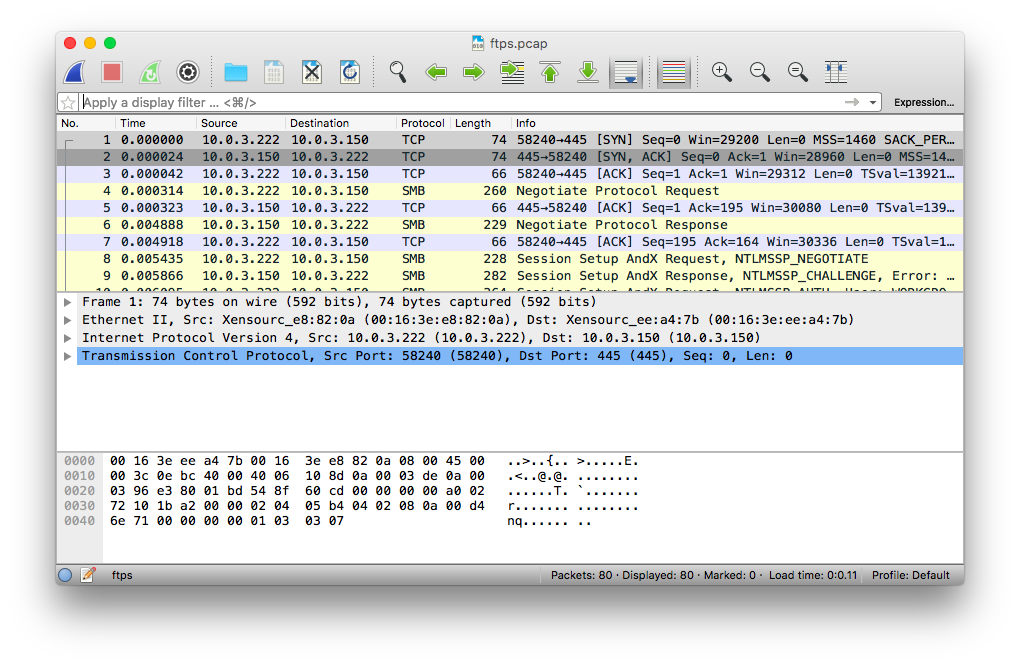 ftps.pcap
Apply a display filter ... <⌘/> Expression...
No. Time Source Destination Protocol Length Info
1 0.000000 10.0.3.222 10.0.3.150 TCP 74 58240→445 [SYN] Seq=0 Win=29200 Len=0 MSS=1460 SACK_PER...
2 0.000024 10.0.3.150 10.0.3.222 TCP 74 445→58240 [SYN, ACK] Seq=0 Ack=1 Win=28960 Len=0 MSS=14...
3 0.000042 10.0.3.222 10.0.3.150 TCP 66 58240→445 [ACK] Seq=1 Ack=1 Win=29312 Len=0 TSval=13921...
4 0.000314 10.0.3.222 10.0.3.150 SMB 260 Negotiate Protocol Request
5 0.000323 10.0.3.150 10.0.3.222 TCP 66 445→58240 [ACK] Seq=1 Ack=195 Win=30080 Len=0 TSval=139...
6 0.004888 10.0.3.150 10.0.3.222 SMB 229 Negotiate Protocol Response
7 0.004918 10.0.3.222 10.0.3.150 TCP 66 58240→445 [ACK] Seq=195 Ack=164 Win=30336 Len=0 TSval=1...
8 0.005435 10.0.3.222 10.0.3.150 SMB 228 Session Setup AndX Request, NTLMSSP_NEGOTIATE
9 0.005866 10.0.3.150 10.0.3.222 SMB 282 Session Setup AndX Response, NTLMSSP_CHALLENGE, Error: ...
Frame 1: 74 bytes on wire (592 bits), 74 bytes captured (592 bits)
Ethernet II, Src: Xensourc_e8:82:0a (00:16:3e:e8:82:0a), Dst: Xensourc_ee:a4:7b (00:16:3e:ee:a4:7b)
Internet Protocol Version 4, Src: 10.0.3.222 (10.0.3.222), Dst: 10.0.3.150 (10.0.3.150)
Transmission Control Protocol, Src Port: 58240 (58240), Dst Port: 445 (445), Seq: 0, Len: 0
0000 00 16 3e ee a4 7b 00 16 3e e8 82 0a 08 00 45 00 ..>..{.. >.....E.
0010 00 3c 0e bc 40 00 40 06 10 8d 0a 00 03 de 0a 00 .<..@.@. ........
0020 03 96 e3 80 01 bd 54 8f 60 cd 00 00 00 00 a0 02 ......T. `.......
0030 72 10 1b a2 00 00 02 04 05 b4 04 02 08 0a 00 d4 r....... ........
0040 6e 71 00 00 00 00 01 03 03 07 nq...... ..
ftps Packets: 80 · Displayed: 80 · Marked: 0 · Load time: 0:0.11 Profile: Default